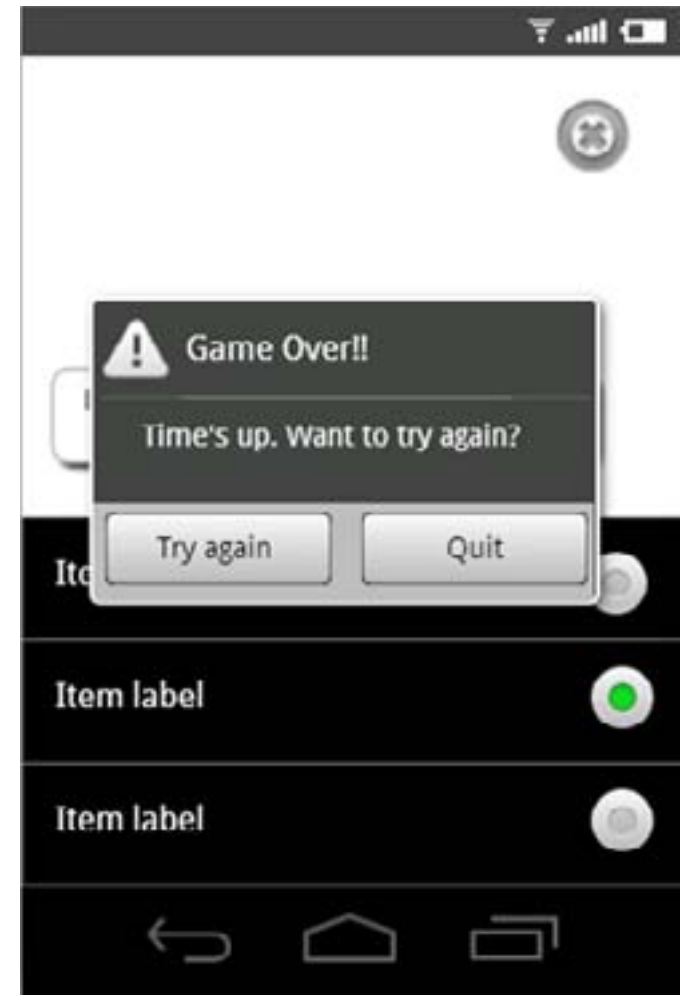 Game Over!!
Time's up. Want to try again?
Try again
Quit
Item label
Item label